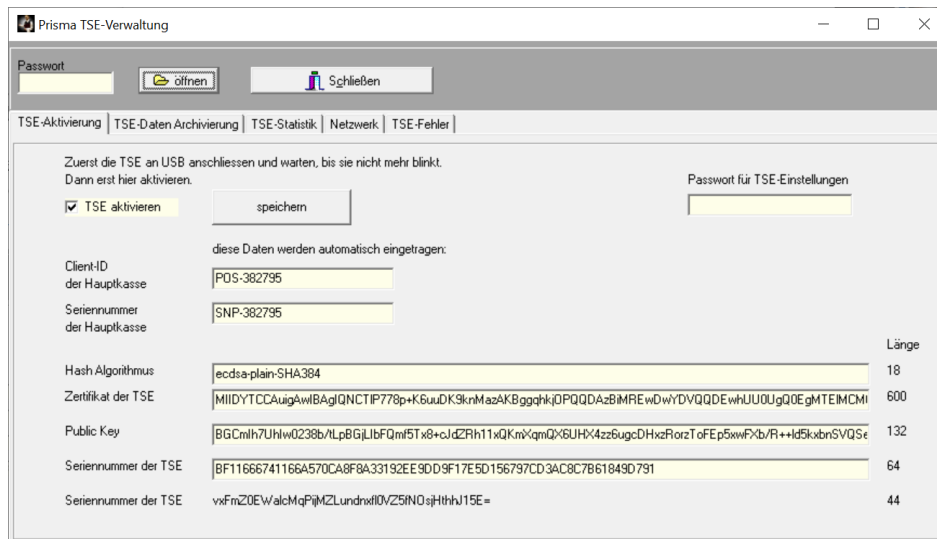 Prisma TSE-Verwaltung
Passwort
öffnen
Schließen
TSE-Aktivierung
TSE-Daten Archivierung
TSE-Statistik
Netzwerk
TSE-Fehler
Zuerst die TSE an USB anschliessen und warten, bis sie nicht mehr blinkt.
Dann erst hier aktivieren.
Passwort für TSE-Einstellungen
TSE aktivieren
speichern
diese Daten werden automatisch eingetragen:
Client-ID
der Hauptkasse
POS-382795
Seriennummer
der Hauptkasse
SNP-382795
Länge
Hash Algorithmus
ecdsa-plain-SHA384
18
Zertifikat der TSE
600
Public Key
132
Seriennummer der TSE
BF11666741166A570CA8F8A33192EE9DD9F17E5D156797CD3AC8C7B61849D791
64
Seriennummer der TSE
44